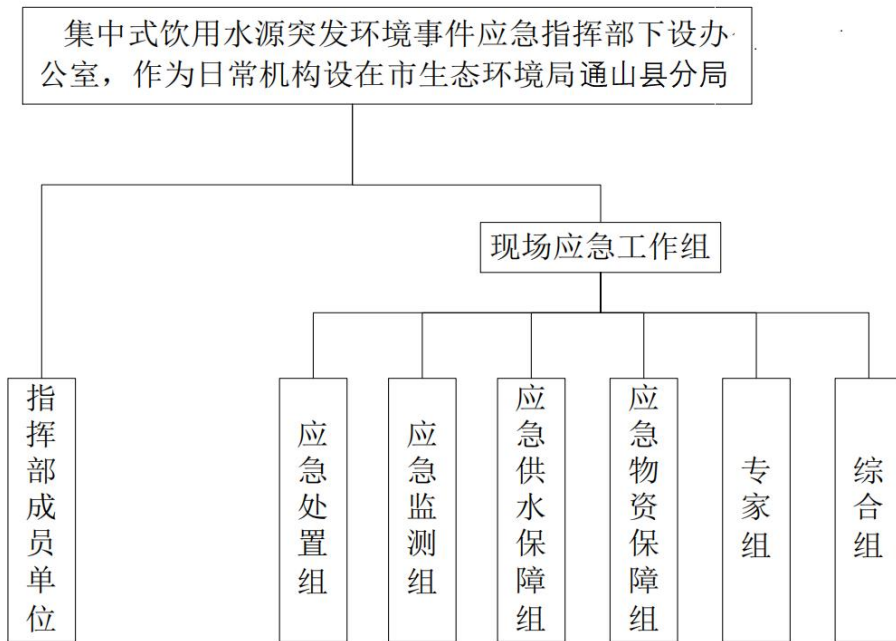 集中式饮用水源突发环境事件应急指挥部下设办
公室，作为日常机构设在市生态环境局通山县分局
现场应急工作组
指挥部成员单位
应急处置组
应急监测组
应急供水保障组
应急物资保障组
专家组
综合组